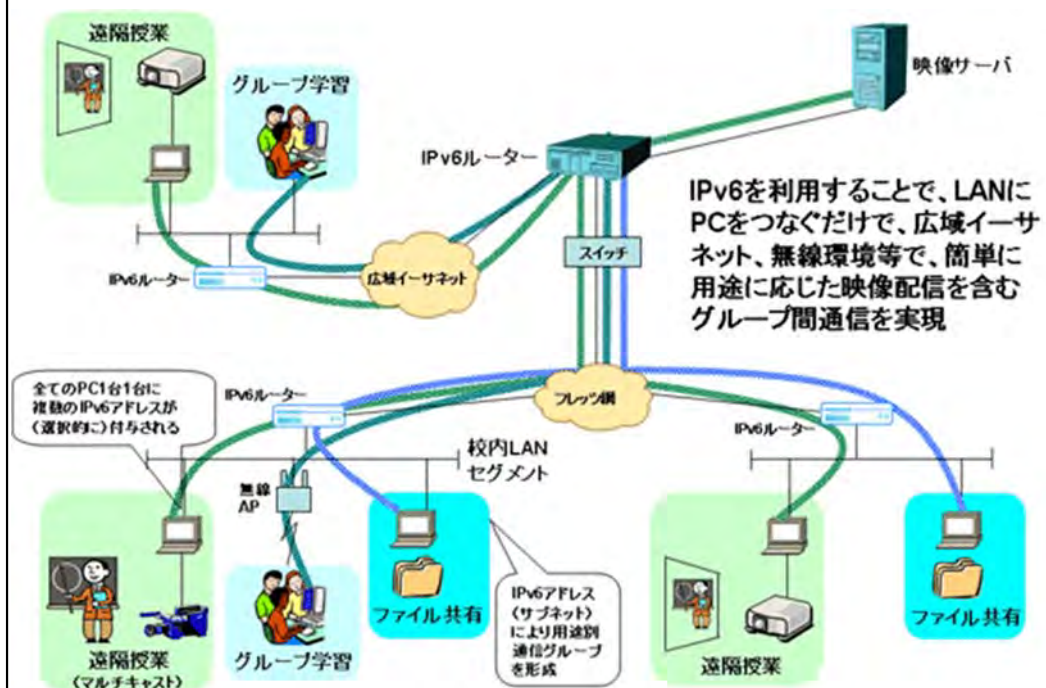 遠隔授業
グループ学習
映像サーバ
IPv6ルーター
IPv6を利用することで、LANに
PCをつなぐだけで、広域イーサ
ネット、無線環境等で、簡単に
用途に応じた映像配信を含む
グループ間通信を実現
スイッチ
広域イーサネット
IPv6ルーター
全てのPC1台1台に
複数のIPv6アドレスが
(選択的に)付与される
IPv6ルーター
フレッツ網
IPv6ルーター
校内LAN
セグメント
無線
AP
IPv6アドレス
(サブネット)
により用途別
通信グループ
を形成
ファイル共有
ファイル共有
遠隔授業
(マルチキャスト)
グループ学習
遠隔授業